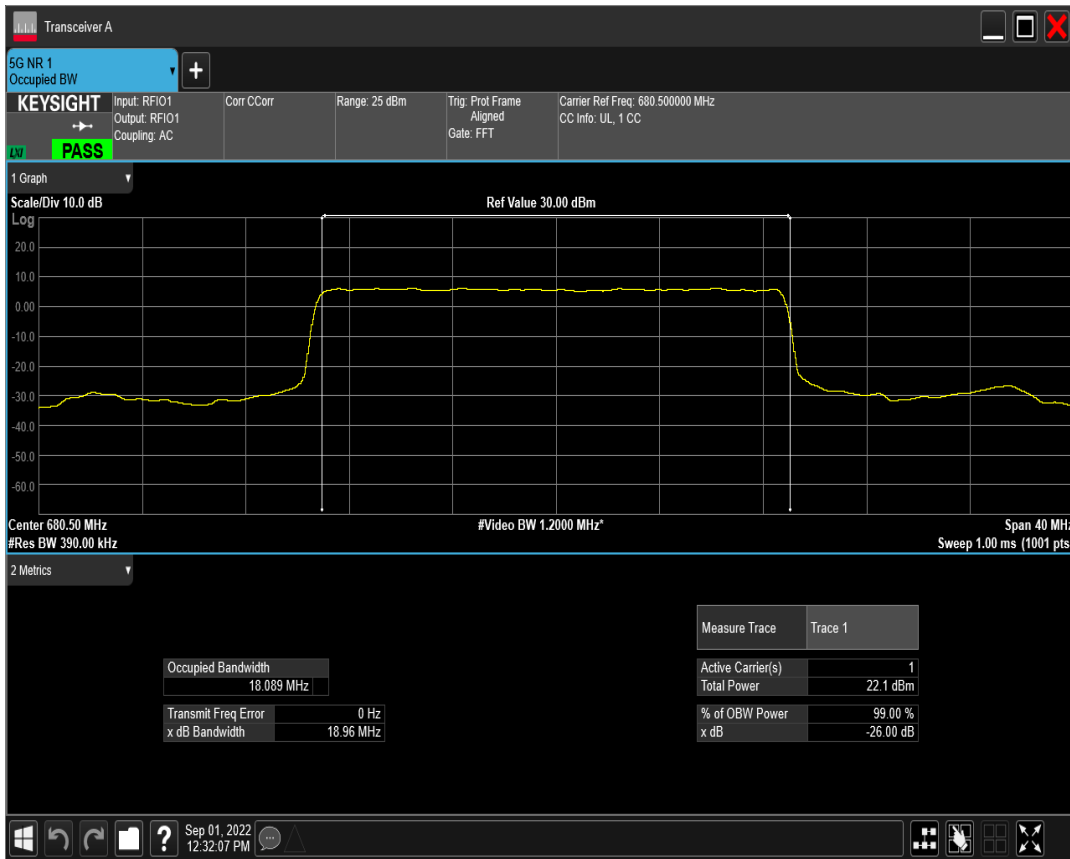 Transceiver A
5G NR 1
Occupied BW
+
KEYSIGHT
LXI
PASS
Input: RFIO1
Output: RFIO1
Coupling: AC
Corr CCorr
Range: 25 dBm
Trig: Prot Frame
Aligned
Gate: FFT
Carrier Ref Freq: 680.500000 MHz
CC Info: UL, 1 CC
1 Graph
Scale/Div 10.0 dB
Ref Value 30.00 dBm
Log
20.0
10.0
0.00
-10.0
-20.0
-30.0
-40.0
-50.0
-60.0
Center 680.50 MHz
#Video BW 1.2000 MHz*
Span 40 MHz
#Res BW 390.00 kHz
Sweep 1.00 ms (1001 pts
2 Metrics
Measure Trace Trace 1
Occupied Bandwidth
18.089 MHz
Active Carrier(s) 1
Total Power 22.1 dBm
Transmit Freq Error 0 Hz
x dB Bandwidth 18.96 MHz
% of OBW Power 99.00 %
x dB -26.00 dB
?
Sep 01, 2022
12:32:07 PM